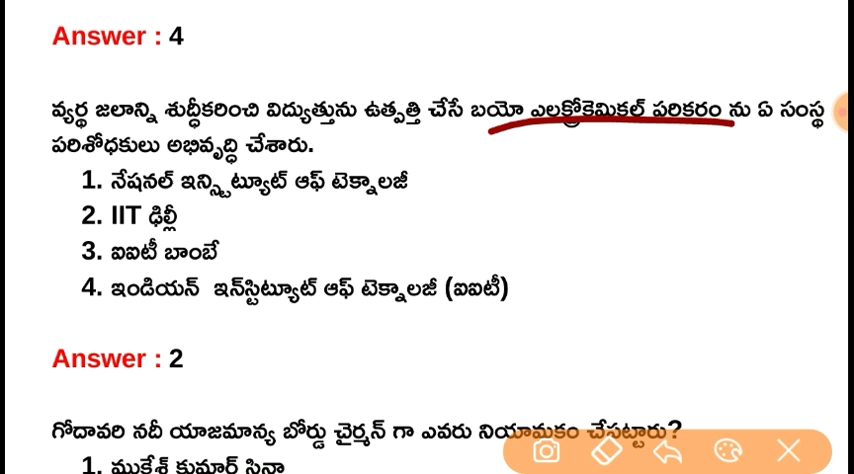 Answer : 4
వ్యర్థ జలాన్ని శుద్ధీకరించి విద్యుత్తును ఉత్పత్తి చేసే బయో ఎలక్ట్రోకెమికల్ పరికరం ను ఏ సంస్థ
పరిశోధకులు అభివృద్ధి చేశారు.
1. నేషనల్ ఇన్స్టిట్యూట్ ఆఫ్ టెక్నాలజీ
2. IIT ఢిల్లీ
3. ఐఐటీ బాంబే
4. ఇండియన్ ఇన్‌స్టిట్యూట్ ఆఫ్ టెక్నాలజీ (ఐఐటీ)
Answer : 2
గోదావరి నదీ యాజమాన్య బోర్డు చైర్మన్ గా ఎవరు నియామకం చేసట్టారు?
1. ముకేశ్ కుమార్ సిన్హా